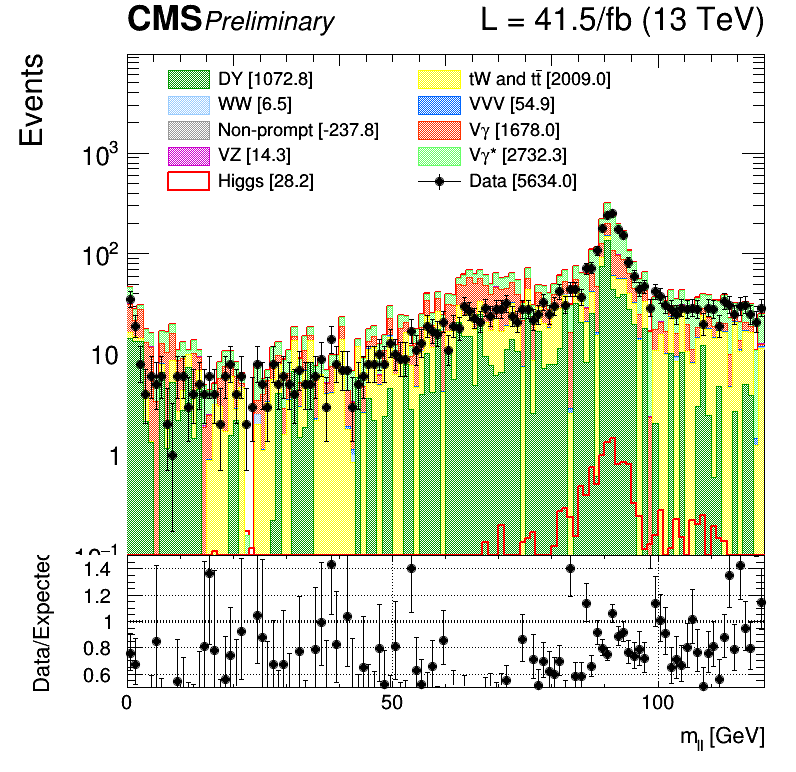 CMS Preliminary L = 41.5/fb (13 TeV)
Events
DY [1072.8] tW and tt̄ [2009.0]
WW [6.5] VVV [54.9]
Non-prompt [-237.8] Vγ [1678.0]
VZ [14.3] Vγ* [2732.3]
Higgs [28.2] Data [5634.0]
10³
10²
10
1
10⁻¹
Data/Expected
1.4
1.2
1
0.8
0.6
0 50 100
m_ll [GeV]